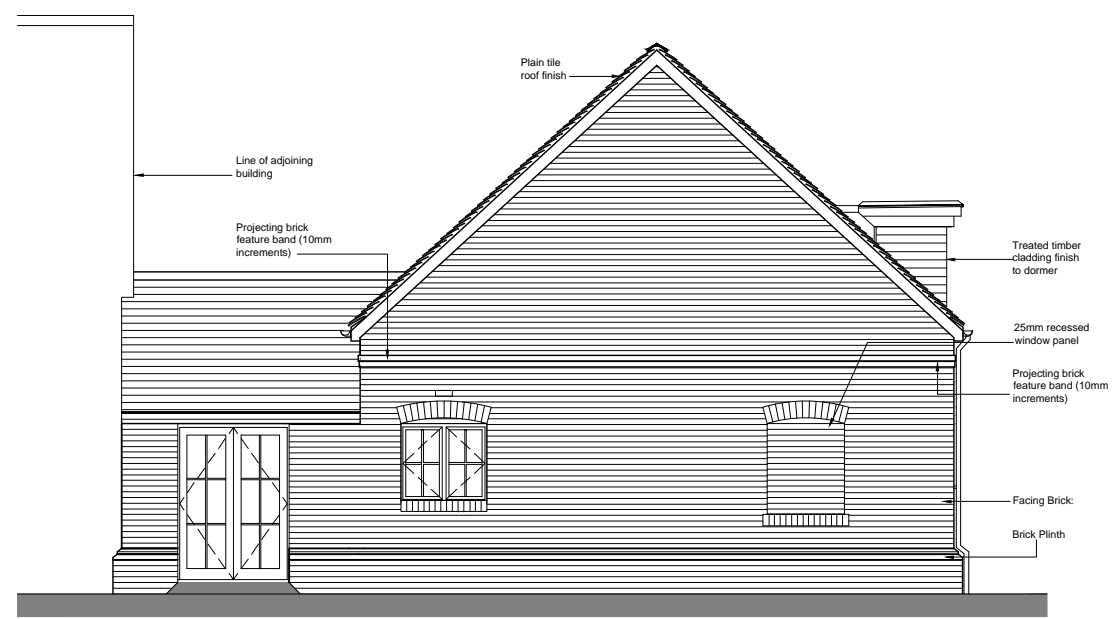 Plain tile
roof finish
Line of adjoining
building
Projecting brick
feature band (10mm
increments)
Treated timber
cladding finish
to dormer
25mm recessed
window panel
Projecting brick
feature band (10mm
increments)
Facing Brick:
Brick Plinth